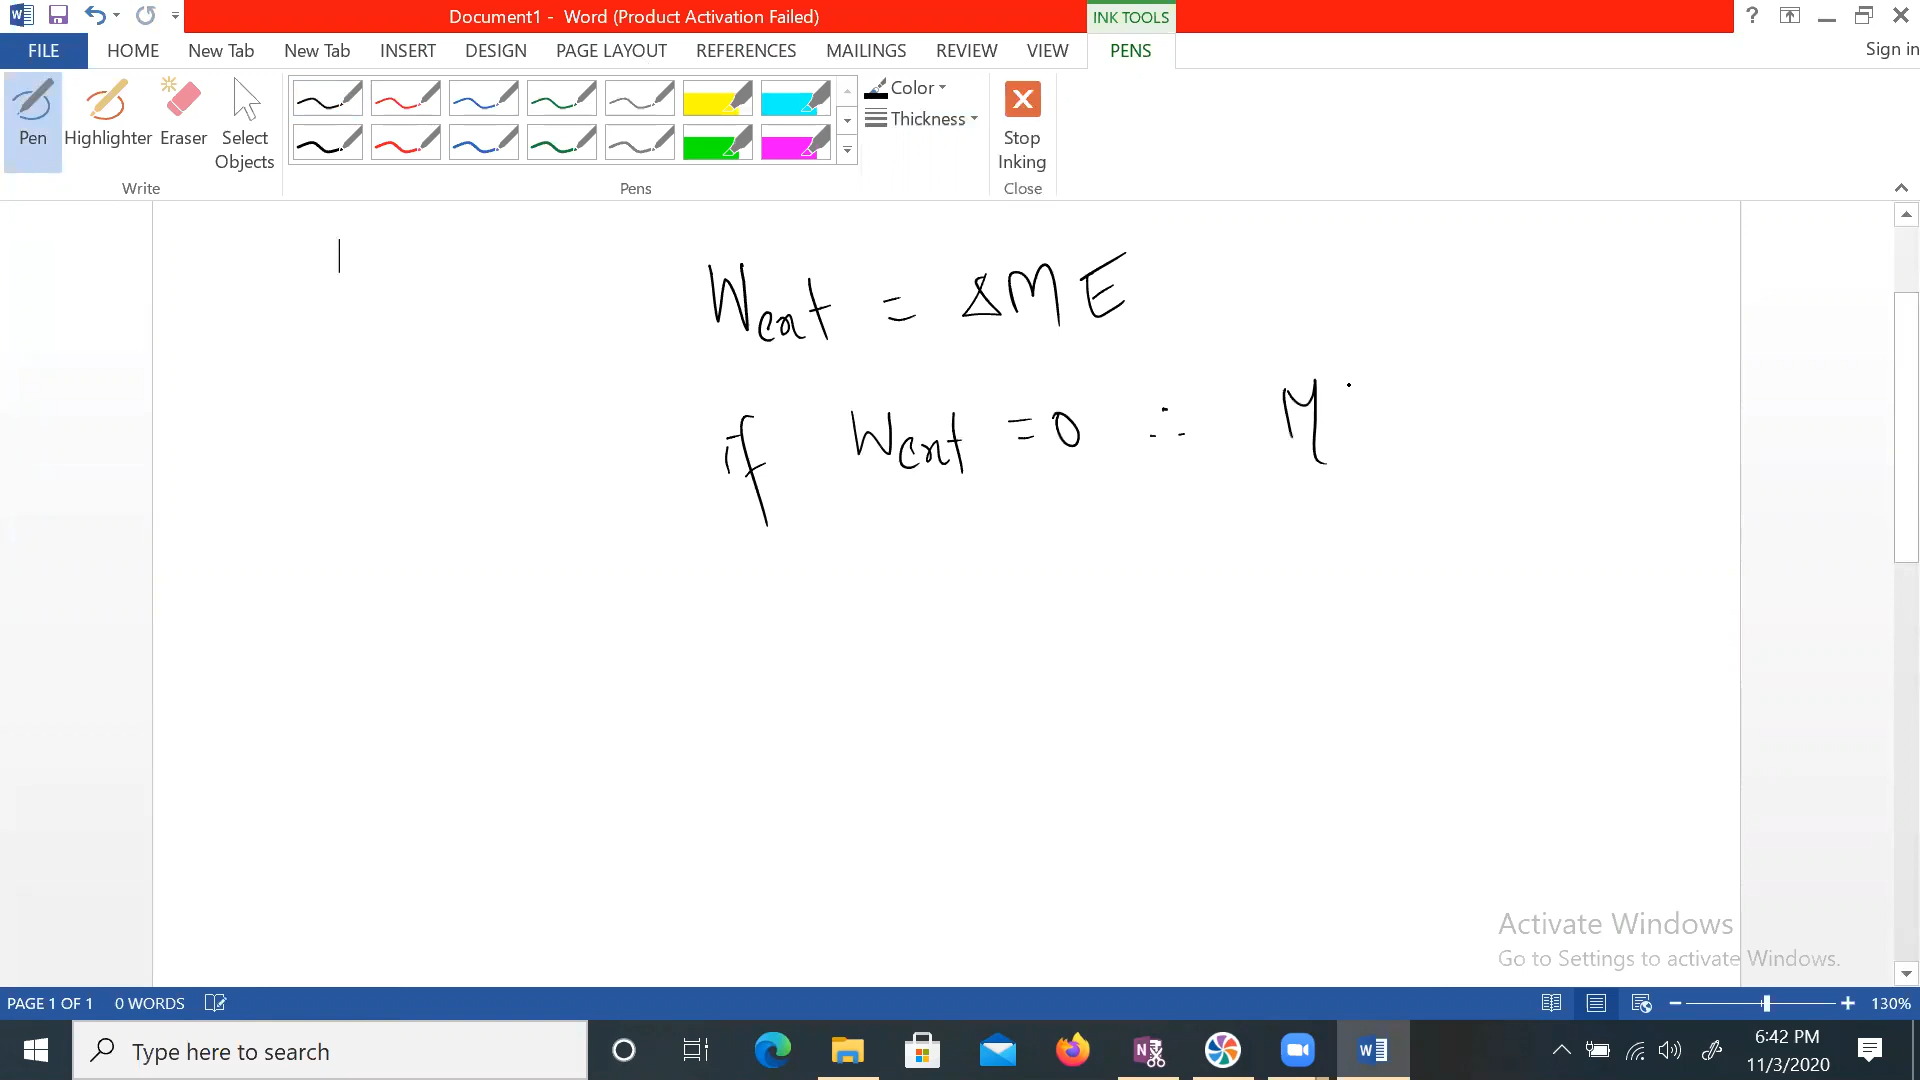 Document1 - Word (Product Activation Failed)
INK TOOLS
FILE HOME New Tab New Tab INSERT DESIGN PAGE LAYOUT REFERENCES MAILINGS REVIEW VIEW PENS Sign in
Pen Highlighter Eraser Select Objects
Color
Thickness
Stop Inking
Write Pens Close
Wext = ΔME
if Wext = 0 ∴ M
Activate Windows
Go to Settings to activate Windows.
PAGE 1 OF 1 0 WORDS 130%
Type here to search
6:42 PM
11/3/2020